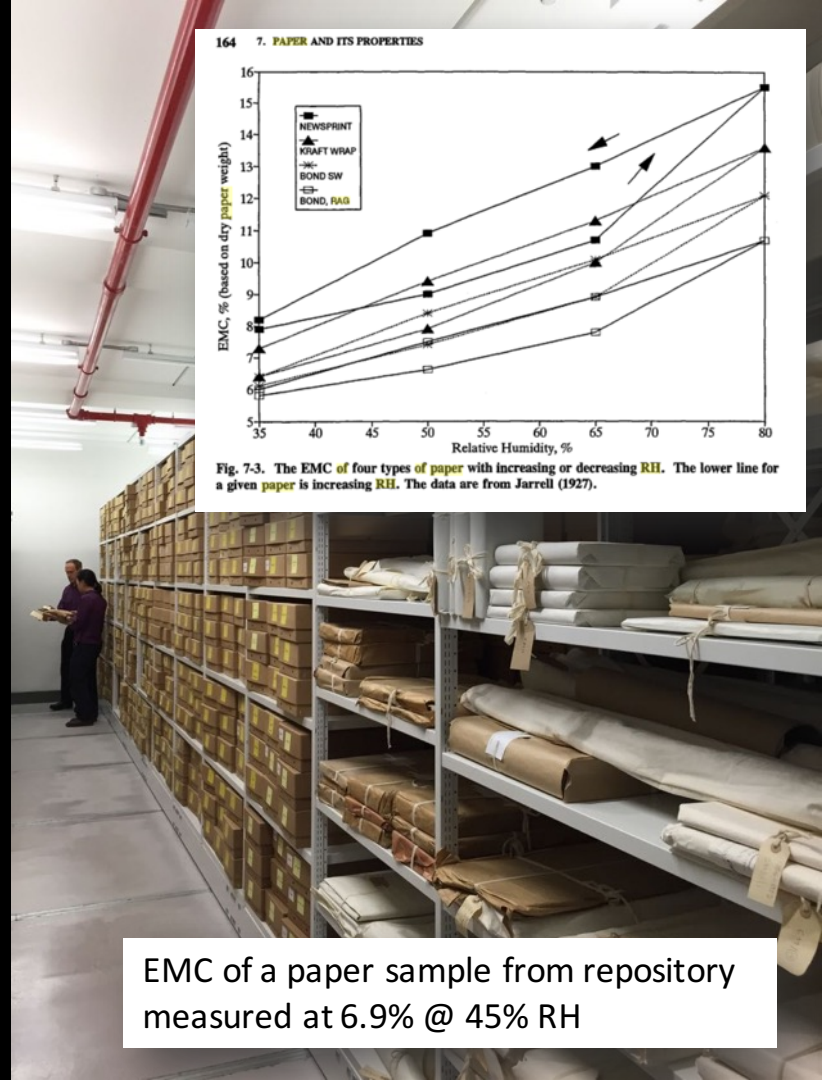 164 7. PAPER AND ITS PROPERTIES
16
15
14
13
12
11
10
9
8
7
6
5
EMC, % (based on dry paper weight)
NEWSPRINT
KRAFT WRAP
BOND SW
BOND, RAG
35 40 45 50 55 60 65 70 75 80
Relative Humidity, %
Fig. 7-3. The EMC of four types of paper with increasing or decreasing RH. The lower line for
a given paper is increasing RH. The data are from Jarrell (1927).
EMC of a paper sample from repository
measured at 6.9% @ 45% RH